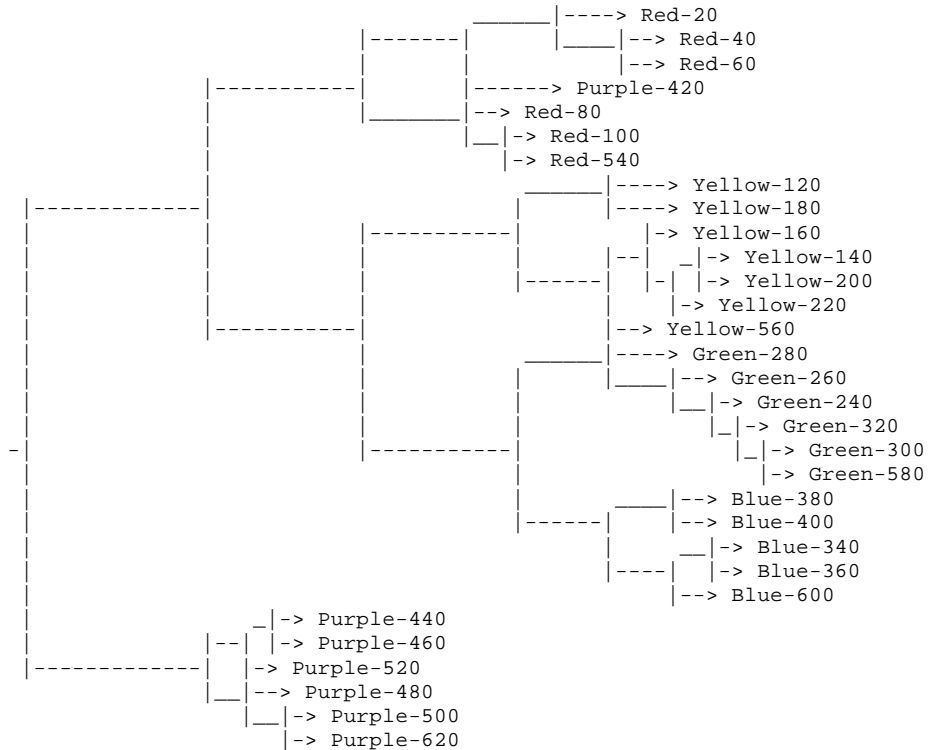 Red-20
Red-40
Red-60
Purple-420
Red-80
Red-100
Red-540
Yellow-120
Yellow-180
Yellow-160
Yellow-140
Yellow-200
Yellow-220
Yellow-560
Green-280
Green-260
Green-240
Green-320
Green-300
Green-580
Blue-380
Blue-400
Blue-340
Blue-360
Blue-600
Purple-440
Purple-460
Purple-520
Purple-480
Purple-500
Purple-620